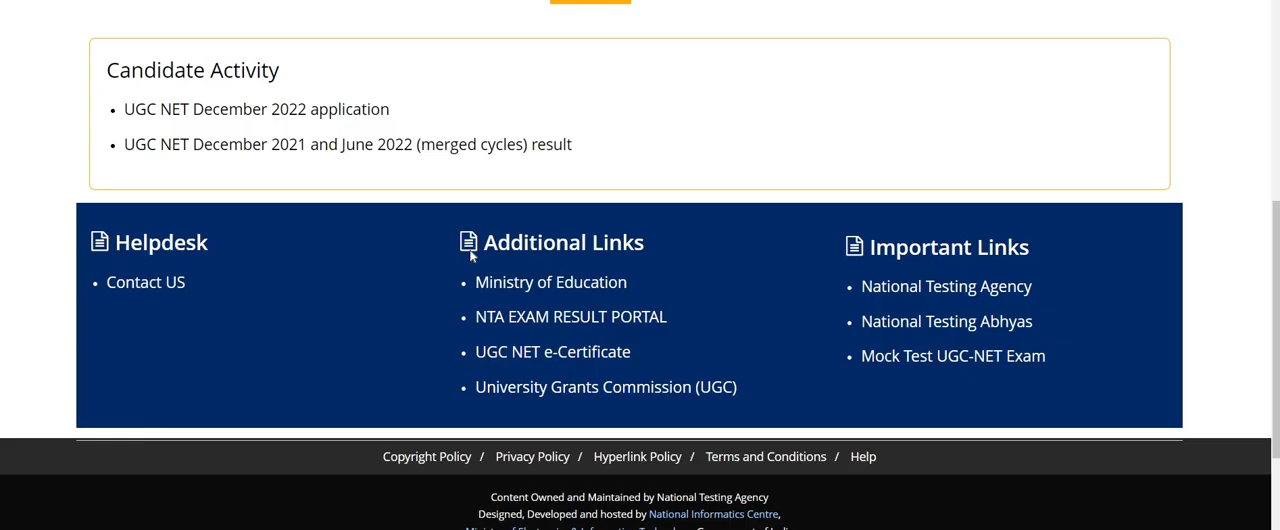 Candidate Activity
UGC NET December 2022 application
UGC NET December 2021 and June 2022 (merged cycles) result
Helpdesk
Contact US
Additional Links
Ministry of Education
NTA EXAM RESULT PORTAL
UGC NET e-Certificate
University Grants Commission (UGC)
Important Links
National Testing Agency
National Testing Abhyas
Mock Test UGC-NET Exam
Copyright Policy / Privacy Policy / Hyperlink Policy / Terms and Conditions / Help
Content Owned and Maintained by National Testing Agency
Designed, Developed and hosted by National Informatics Centre,